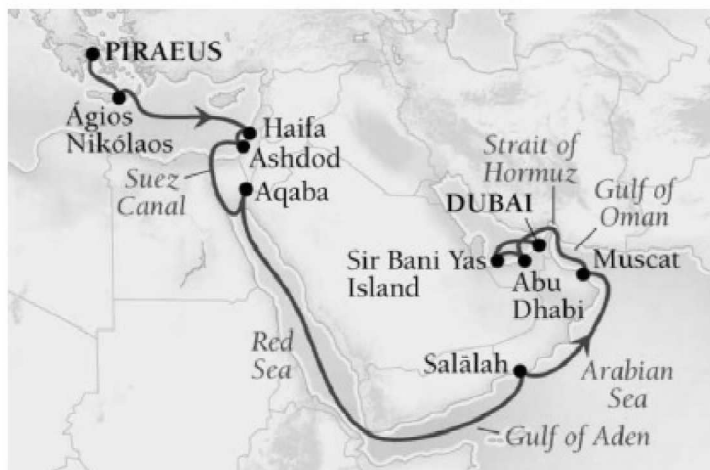 PIRAEUS
Ágios
Nikólaos
Haifa
Ashdod
Suez
Canal
Aqaba
Strait of
Hormuz
Gulf of
Oman
DUBAI
Sir Bani Yas
Island
Abu
Dhabi
Muscat
Red
Sea
Salālah
Arabian
Sea
Gulf of Aden